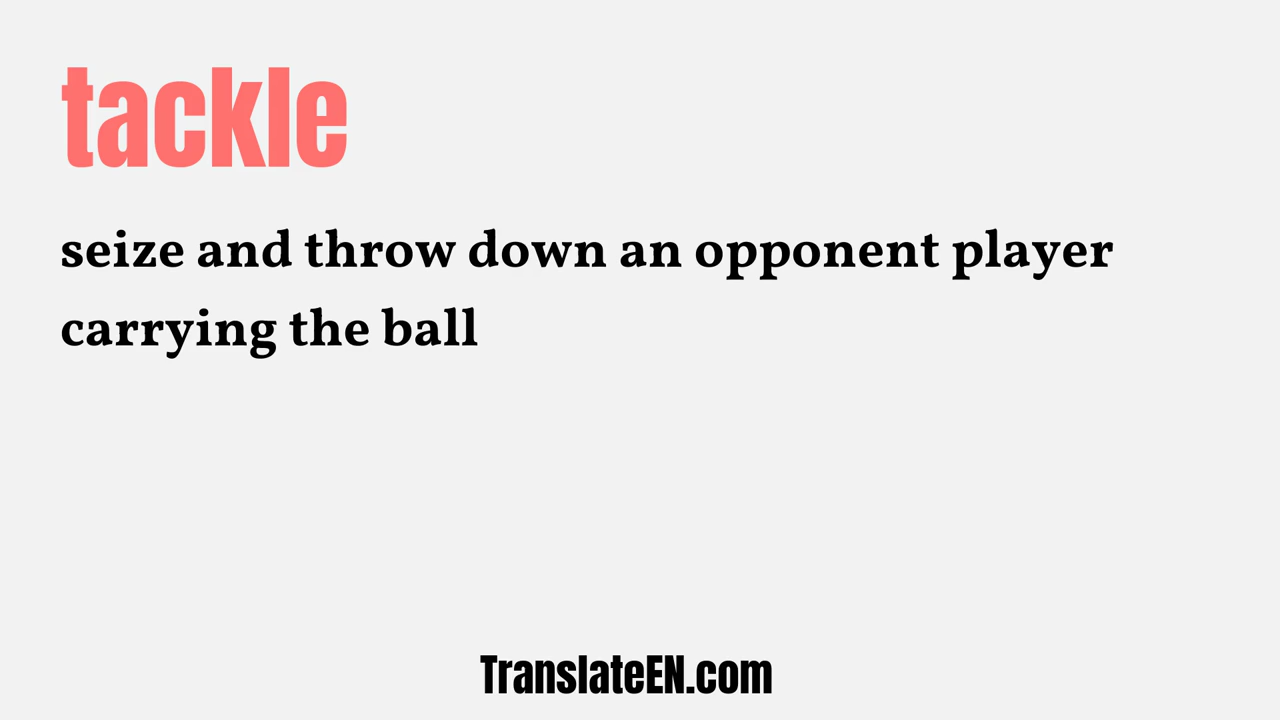 tackle
seize and throw down an opponent player
carrying the ball
TranslateEN.com